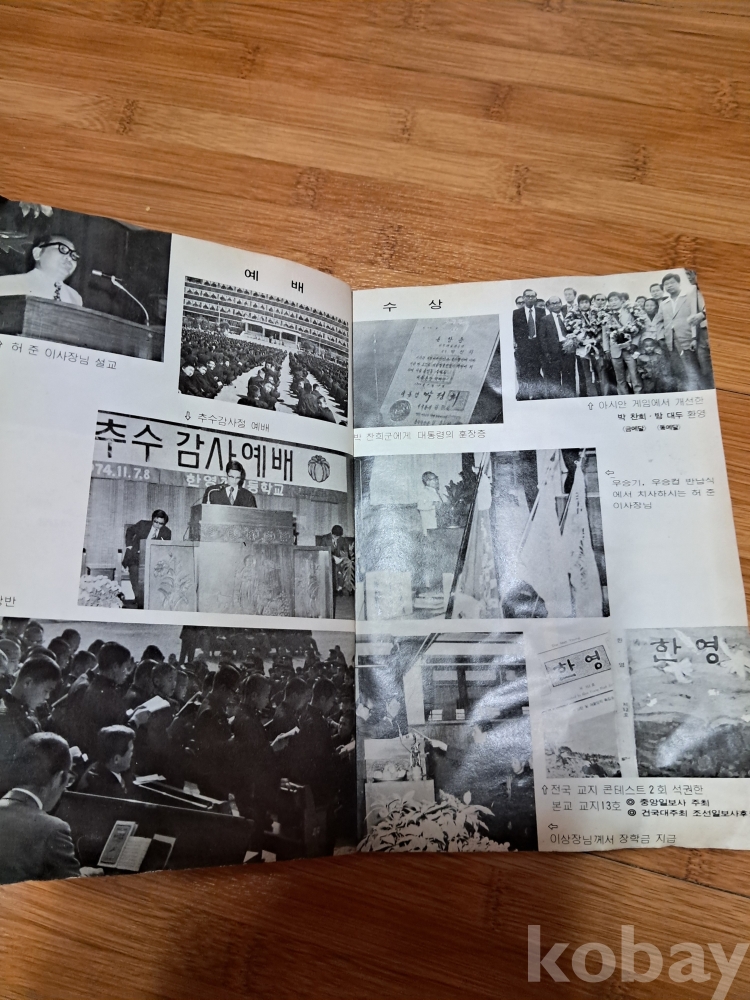 예 배
허 준 이사장님 설교
⇧ 추수감사절 예배
추수 감사예배
74.11.7.8
한영
등학교
수 상
박 찬희군에게 대통령의 훈장증
⇧ 아시안 게임에서 개선한
박 찬희·방 대두 환영
(금메달) (동메달)
⇦
우승기, 우승컵 반납식
에서 치사하시는 허 준
이사장님
한영
한영
⇧전국 교지 콘테스트 2회 석권한
본교 교지 13호 ◎ 중앙일보사 주최
◎ 건국대주최 조선일보사후
⇦
이상장님께서 장학금 지급
kobay